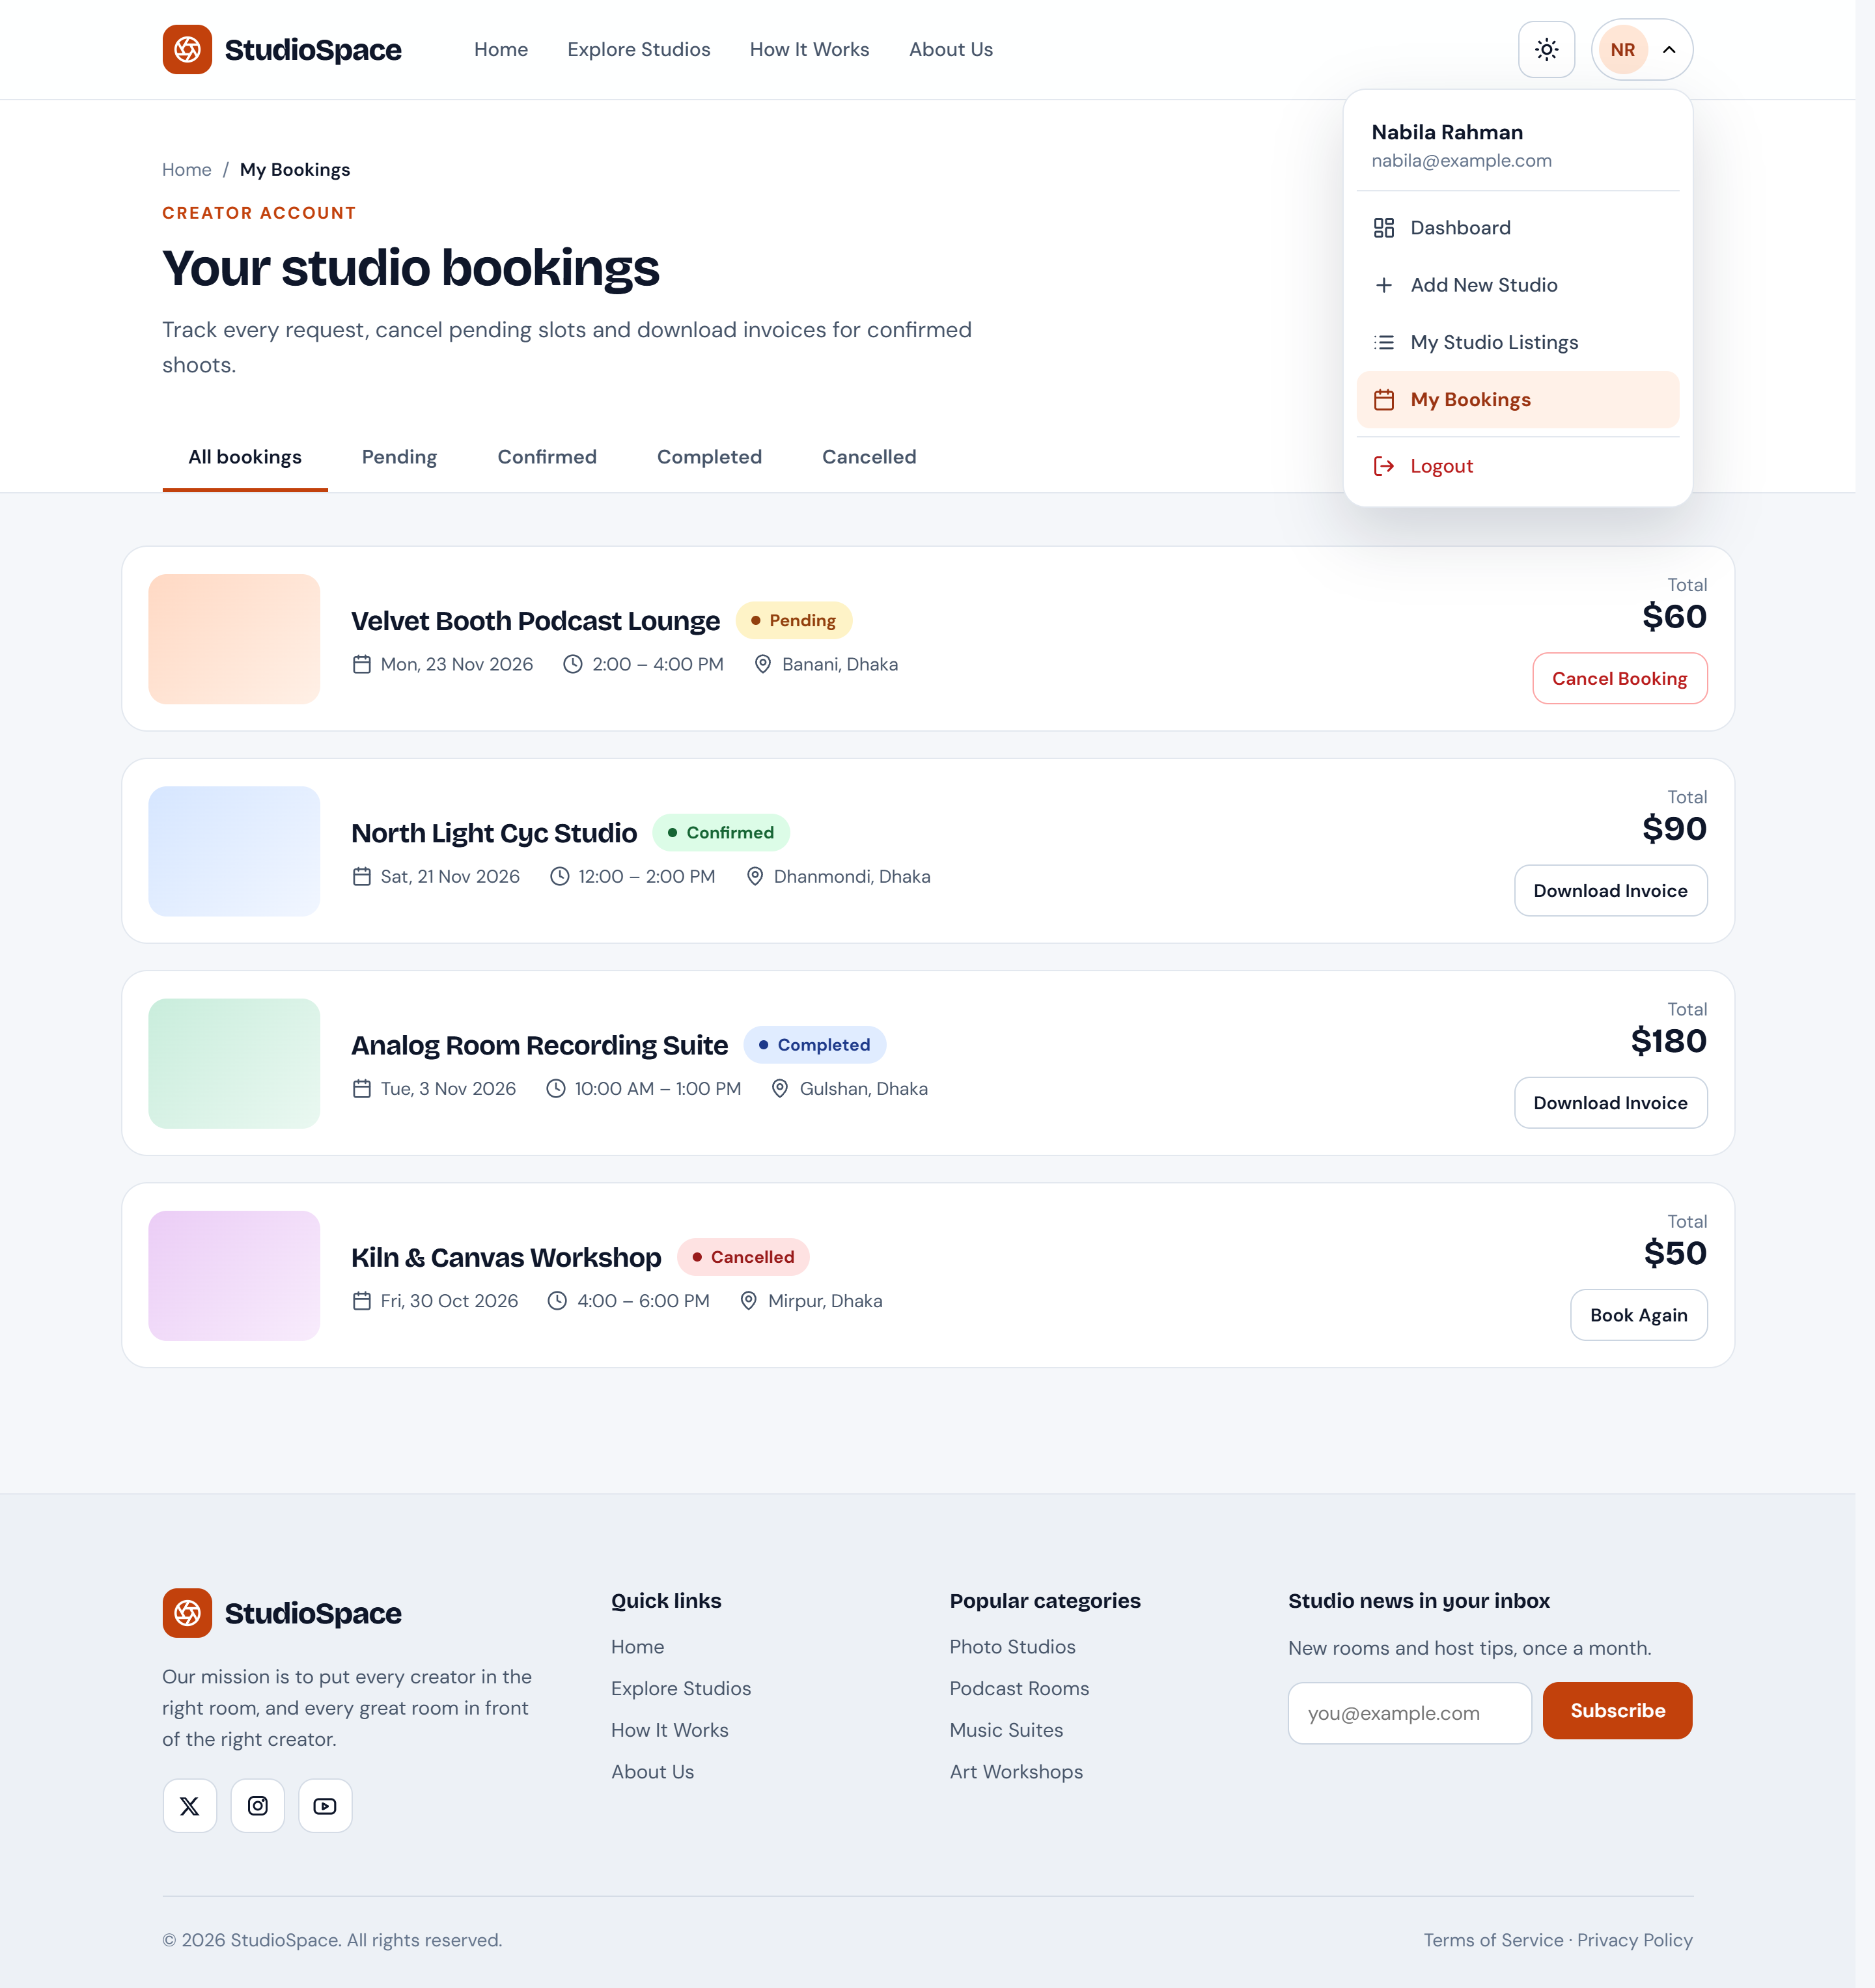 StudioSpace
Home
Explore Studios
How It Works
About Us
NR
Nabila Rahman
nabila@example.com
Dashboard
Add New Studio
My Studio Listings
My Bookings
Logout
Home / My Bookings
CREATOR ACCOUNT
Your studio bookings
Track every request, cancel pending slots and download invoices for confirmed
shoots.
All bookings
Pending
Confirmed
Completed
Cancelled
Velvet Booth Podcast Lounge
Pending
Mon, 23 Nov 2026
2:00 – 4:00 PM
Banani, Dhaka
Total
$60
Cancel Booking
North Light Cyc Studio
Confirmed
Sat, 21 Nov 2026
12:00 – 2:00 PM
Dhanmondi, Dhaka
Total
$90
Download Invoice
Analog Room Recording Suite
Completed
Tue, 3 Nov 2026
10:00 AM – 1:00 PM
Gulshan, Dhaka
Total
$180
Download Invoice
Kiln & Canvas Workshop
Cancelled
Fri, 30 Oct 2026
4:00 – 6:00 PM
Mirpur, Dhaka
Total
$50
Book Again
StudioSpace
Our mission is to put every creator in the
right room, and every great room in front
of the right creator.
Quick links
Home
Explore Studios
How It Works
About Us
Popular categories
Photo Studios
Podcast Rooms
Music Suites
Art Workshops
Studio news in your inbox
New rooms and host tips, once a month.
you@example.com
Subscribe
© 2026 StudioSpace. All rights reserved.
Terms of Service · Privacy Policy